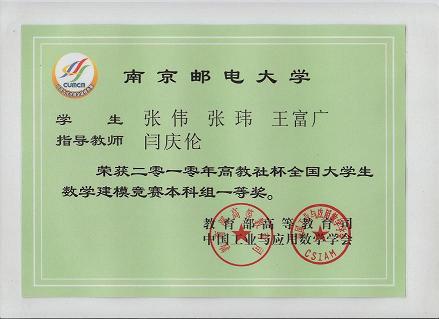 CUMCM
南京邮电大学
学生 张伟 张玮 王富广
指导教师 闫庆伦
荣获二零一零年高教社杯全国大学生
数学建模竞赛本科组一等奖。
教育部高等教育司
中国工业与应用数学学会
CSIAM